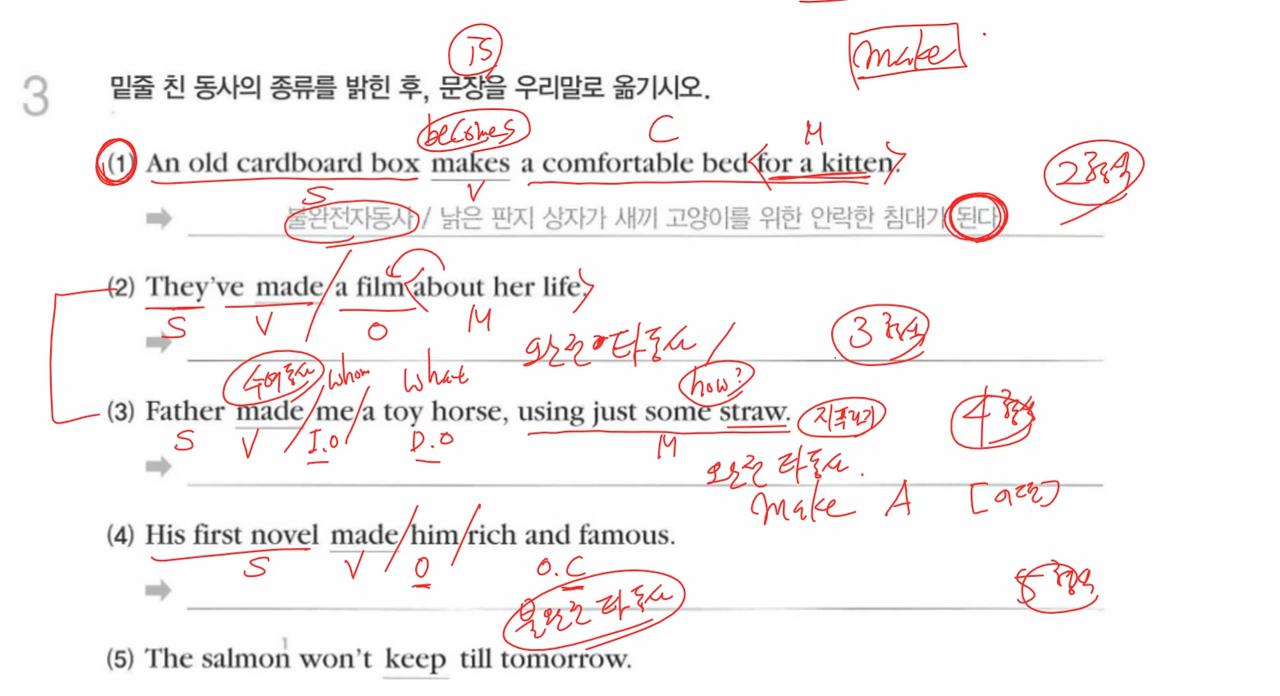 make
JS
3 밑줄 친 동사의 종류를 밝힌 후, 문장을 우리말로 옮기시오.
becomes C M
(1) An old cardboard box makes a comfortable bed <for a kitten>.
S V 2형식
➡ 불완전자동사 / 낡은 판지 상자가 새끼 고양이를 위한 안락한 침대가 된다
(2) They've made / a film <about her life.>
S V O M
➡ 완전타동사 / 3형식
수여동사 whom what how?
(3) Father made / me / a toy horse, using just some straw. 지푸라기 4형식
S V I.O D.O M
➡ 완전타동사.
make A
(4) His first novel made / him / rich and famous.
S V O O.C
➡ 불완전타동사 5형식
(5) The salmon won't keep till tomorrow.